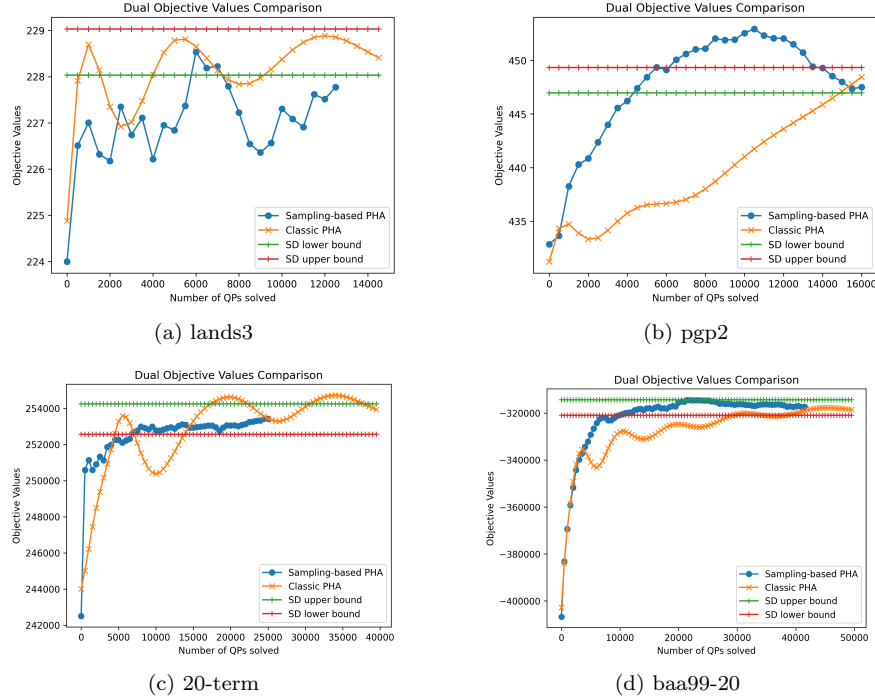 Dual Objective Values Comparison
229
228
227
226
225
224
Objective Values
0 2000 4000 6000 8000 10000 12000 14000
Number of QPs solved
Sampling-based PHA
Classic PHA
SD lower bound
SD upper bound
(a) lands3
Dual Objective Values Comparison
450
445
440
435
Objective Values
0 2000 4000 6000 8000 10000 12000 14000 16000
Number of QPs solved
Sampling-based PHA
Classic PHA
SD lower bound
SD upper bound
(b) pgp2
Dual Objective Values Comparison
254000
252000
250000
248000
246000
244000
242000
Objective Values
0 5000 10000 15000 20000 25000 30000 35000 40000
Number of QPs solved
Sampling-based PHA
Classic PHA
SD upper bound
SD lower bound
(c) 20-term
Dual Objective Values Comparison
−320000
−340000
−360000
−380000
−400000
Objective Values
0 10000 20000 30000 40000 50000
Number of QPs solved
Sampling-based PHA
Classic PHA
SD upper bound
SD lower bound
(d) baa99-20